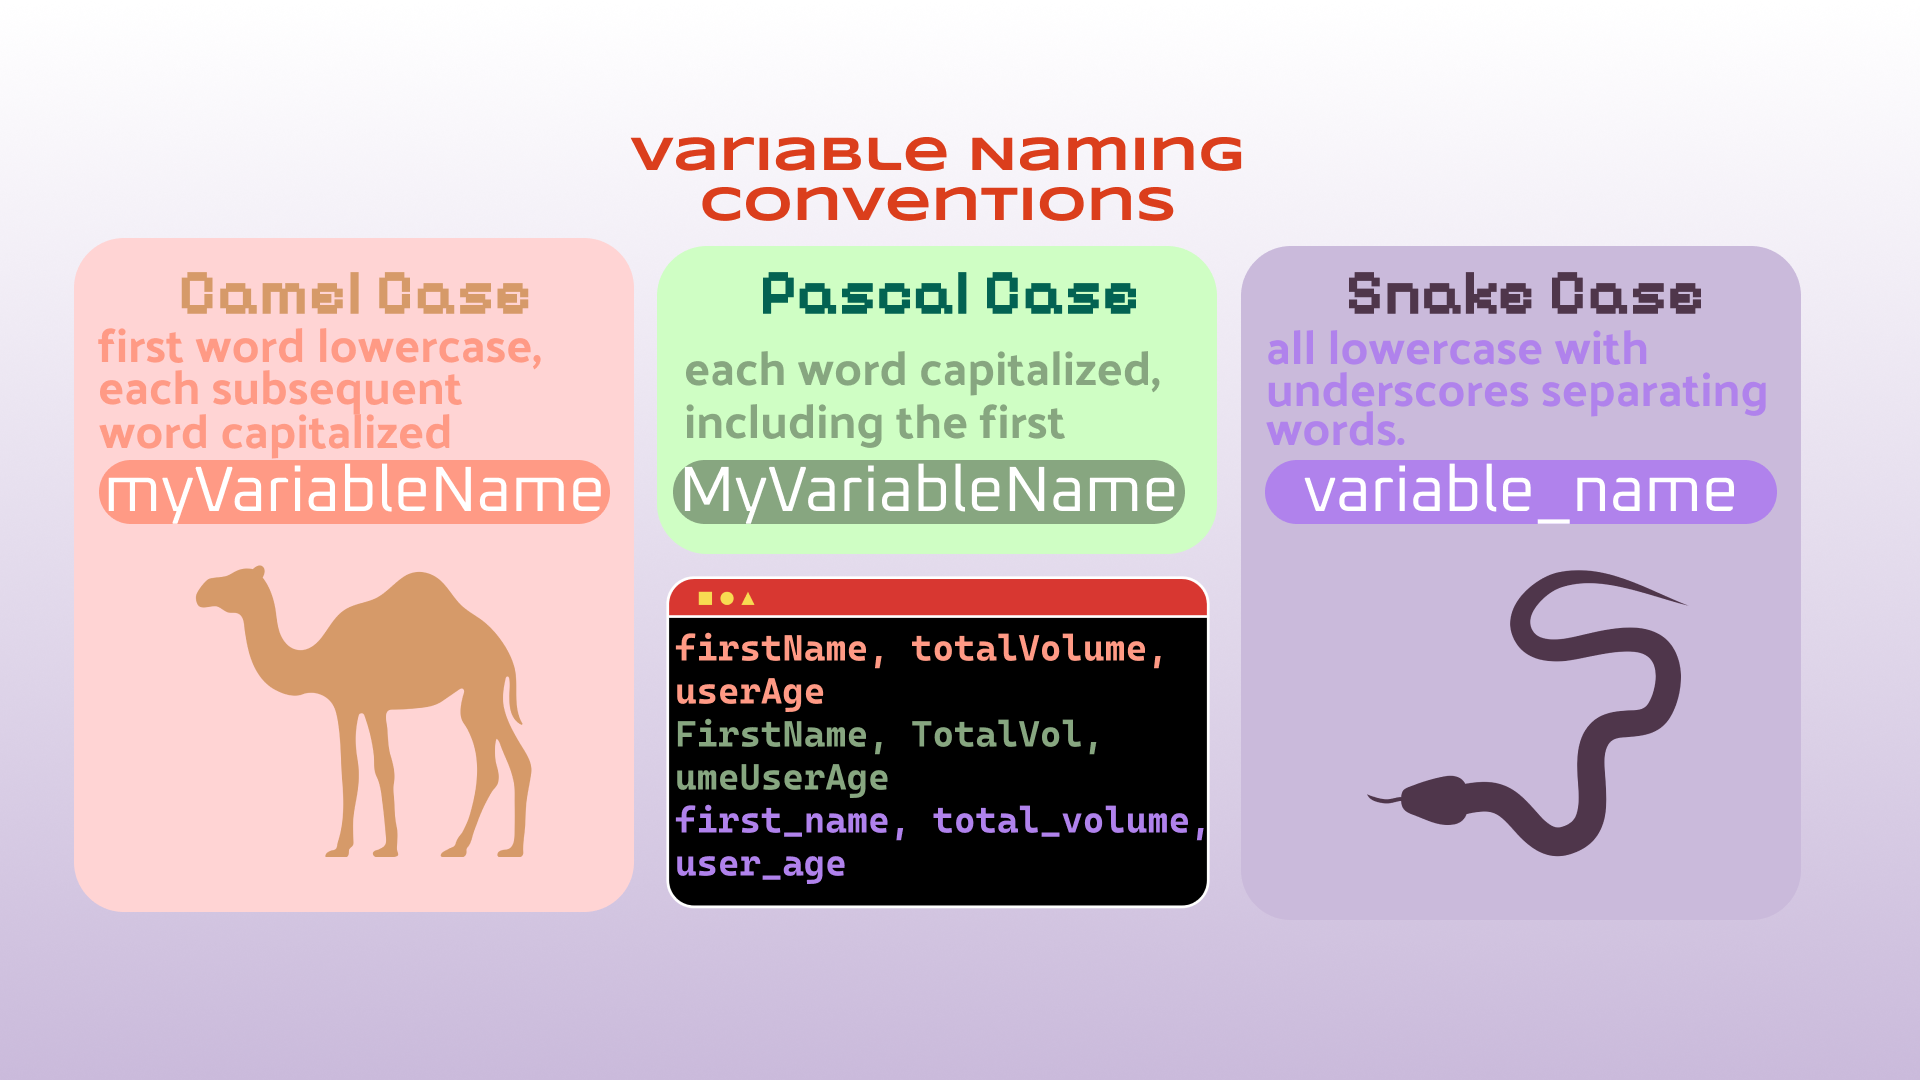 Variable Naming
Conventions
Camel Case
first word lowercase,
each subsequent
word capitalized
myVariableName
Pascal Case
each word capitalized,
including the first
MyVariableName
firstName, totalVolume,
userAge
FirstName, TotalVol,
umeUserAge
first_name, total_volume,
user_age
Snake Case
all lowercase with
underscores separating
words.
variable_name